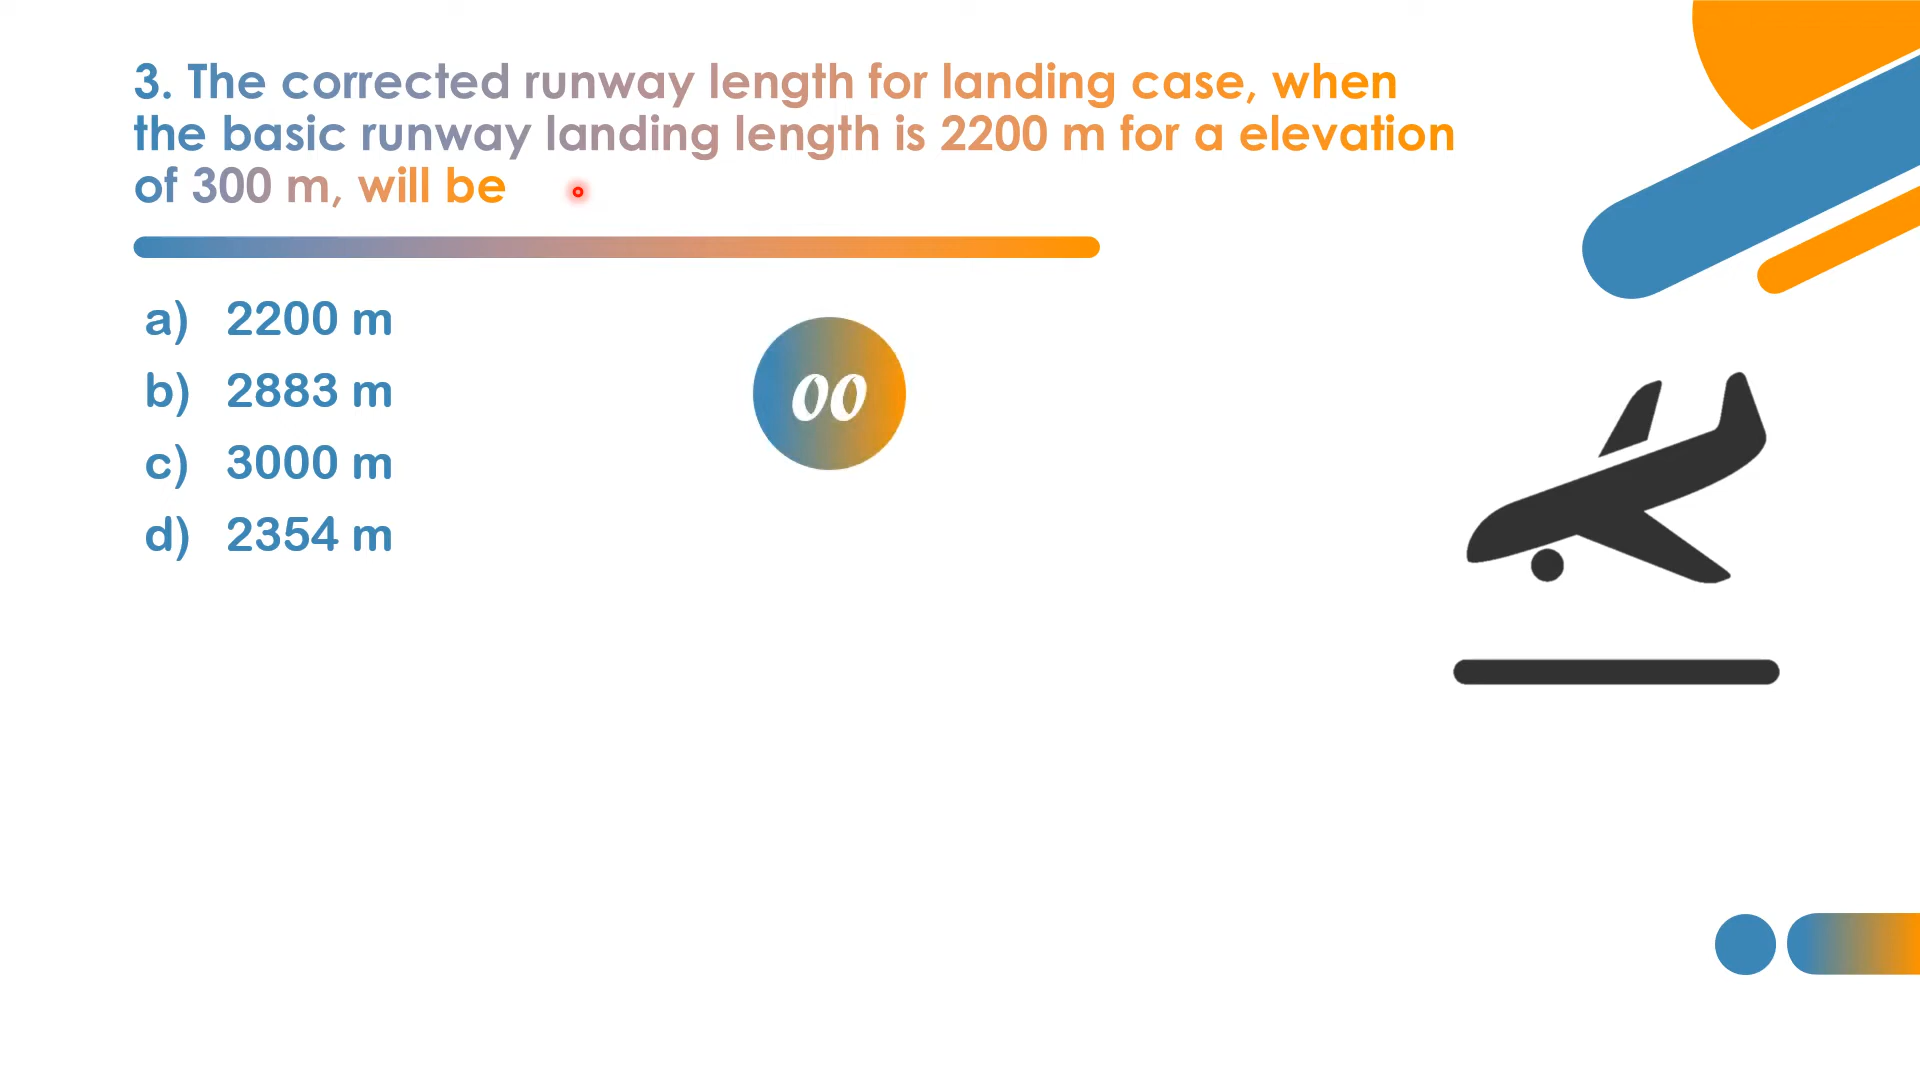 3. The corrected runway length for landing case, when
the basic runway landing length is 2200 m for a elevation
of 300 m, will be
a) 2200 m
b) 2883 m
c) 3000 m
d) 2354 m
00